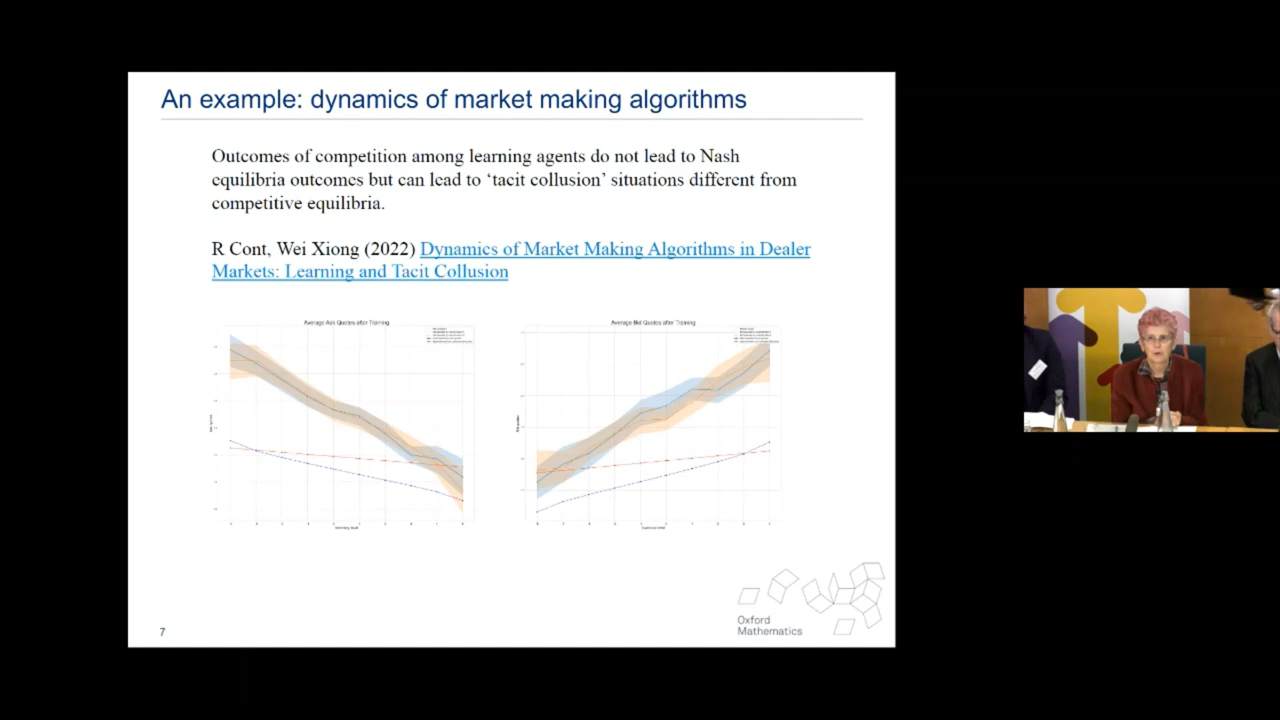 An example: dynamics of market making algorithms
Outcomes of competition among learning agents do not lead to Nash
equilibria outcomes but can lead to ‘tacit collusion’ situations different from
competitive equilibria.
R Cont, Wei Xiong (2022) Dynamics of Market Making Algorithms in Dealer
Markets: Learning and Tacit Collusion
Average Ask Quotes after Training
Average Bid Quotes after Training
Oxford
Mathematics
7